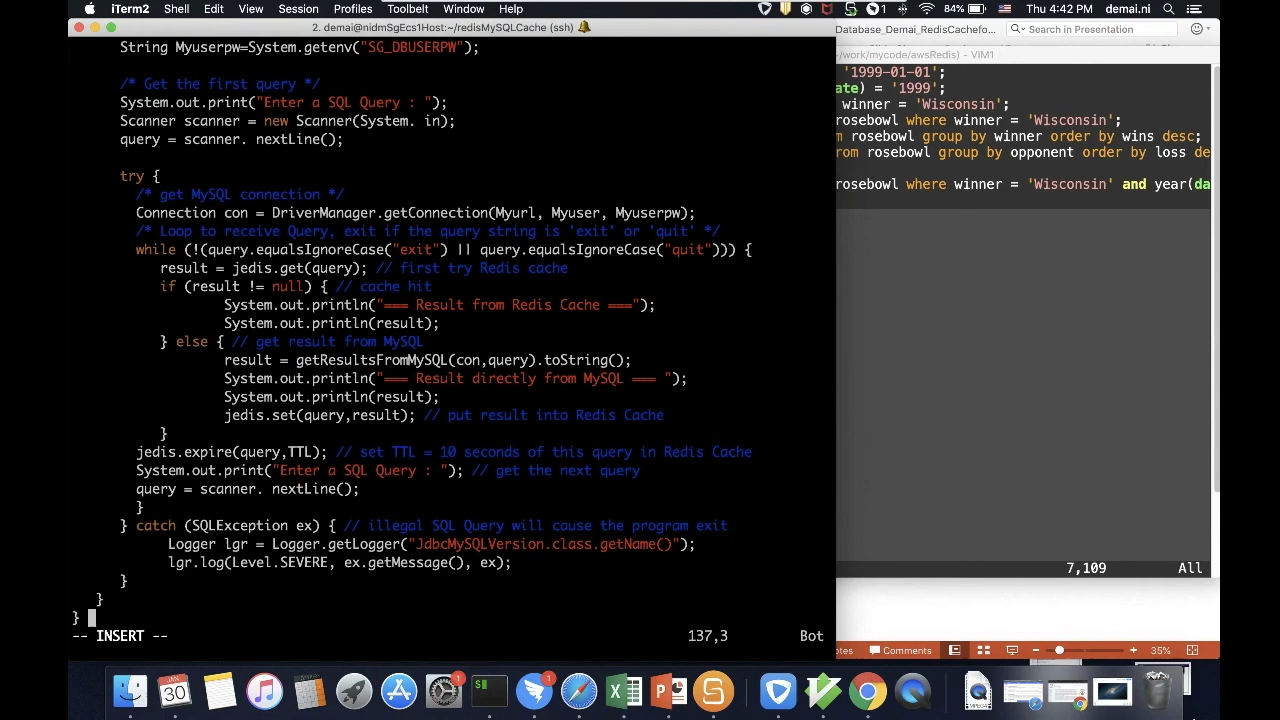 iTerm2 Shell Edit View Session Profiles Toolbelt Window Help 1 84% Thu 4:42 PM demai.ni
2. demai@nidmSgEcs1Host:~/redisMySQLCache (ssh)
String Myuserpw=System.getenv("SG_DBUSERPW");
/* Get the first query */
System.out.print("Enter a SQL Query : ");
Scanner scanner = new Scanner(System. in);
query = scanner. nextLine();
try {
/* get MySQL connection */
Connection con = DriverManager.getConnection(Myurl, Myuser, Myuserpw);
/* Loop to receive Query, exit if the query string is 'exit' or 'quit' */
while (!(query.equalsIgnoreCase("exit") || query.equalsIgnoreCase("quit"))) {
result = jedis.get(query); // first try Redis cache
if (result != null) { // cache hit
System.out.println("=== Result from Redis Cache ===");
System.out.println(result);
} else { // get result from MySQL
result = getResultsFromMySQL(con,query).toString();
System.out.println("=== Result directly from MySQL === ");
System.out.println(result);
jedis.set(query,result); // put result into Redis Cache
}
jedis.expire(query,TTL); // set TTL = 10 seconds of this query in Redis Cache
System.out.print("Enter a SQL Query : "); // get the next query
query = scanner. nextLine();
}
} catch (SQLException ex) { // illegal SQL Query will cause the program exit
Logger lgr = Logger.getLogger("JdbcMySQLVersion.class.getName()");
lgr.log(Level.SEVERE, ex.getMessage(), ex);
}
}
}
-- INSERT -- 137,3 Bot
Database_Demai_RedisCachefo... Search in Presentation
~/work/mycode/awsRedis) - VIM1
'1999-01-01';
ate) = '1999';
winner = 'Wisconsin';
rosebowl where winner = 'Wisconsin';
m rosebowl group by winner order by wins desc;
rom rosebowl group by opponent order by loss de
rosebowl where winner = 'Wisconsin' and year(da
7,109 All
otes Comments 35%
30
1
$
1
MPEG4